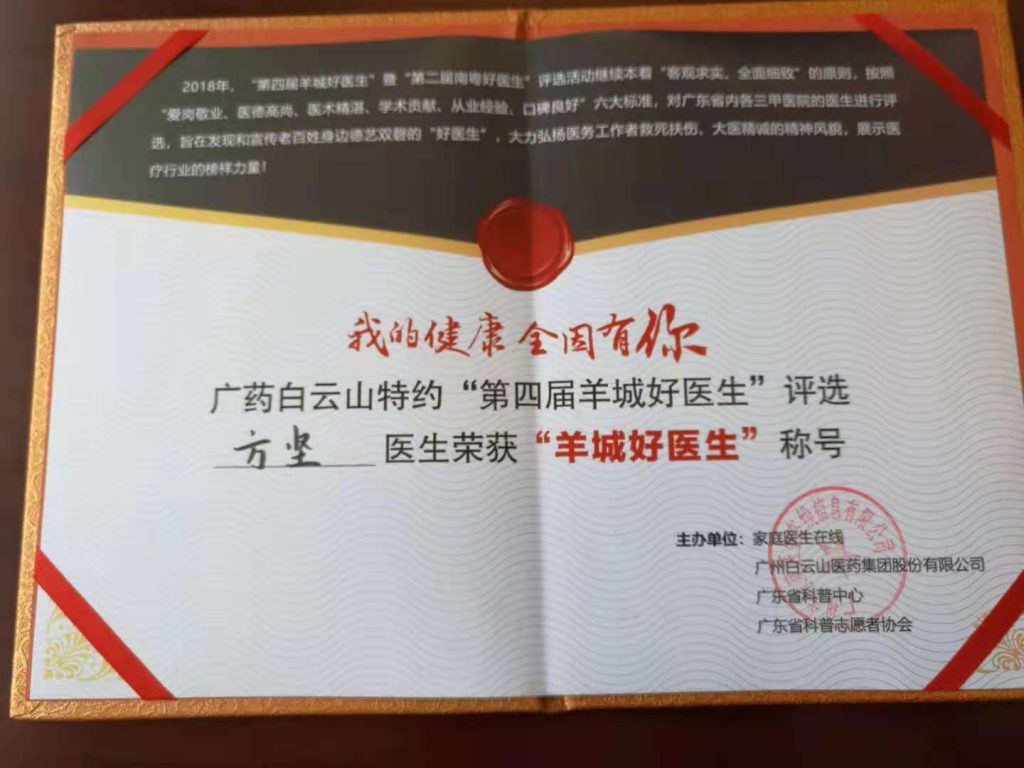 2018年，“第四届羊城好医生”暨“第二届南粤好医生”评选活动继续本着“客观求实、全面细致”的原则，按照
“爱岗敬业、医德高尚、医术精湛、学术贡献、从业经验、口碑良好”六大标准，对广东省内各三甲医院的医生进行评
选，旨在发现和宣传老百姓身边德艺双馨的“好医生”，大力弘扬医务工作者救死扶伤、大医精诚的精神风貌，展示医
疗行业的榜样力量！
我的健康 全因有你
广药白云山特约“第四届羊城好医生”评选
方坚 医生荣获“羊城好医生”称号
主办单位：家庭医生在线
广州白云山医药集团股份有限公司
广东省科普中心
广东省科普志愿者协会
信息有限公司